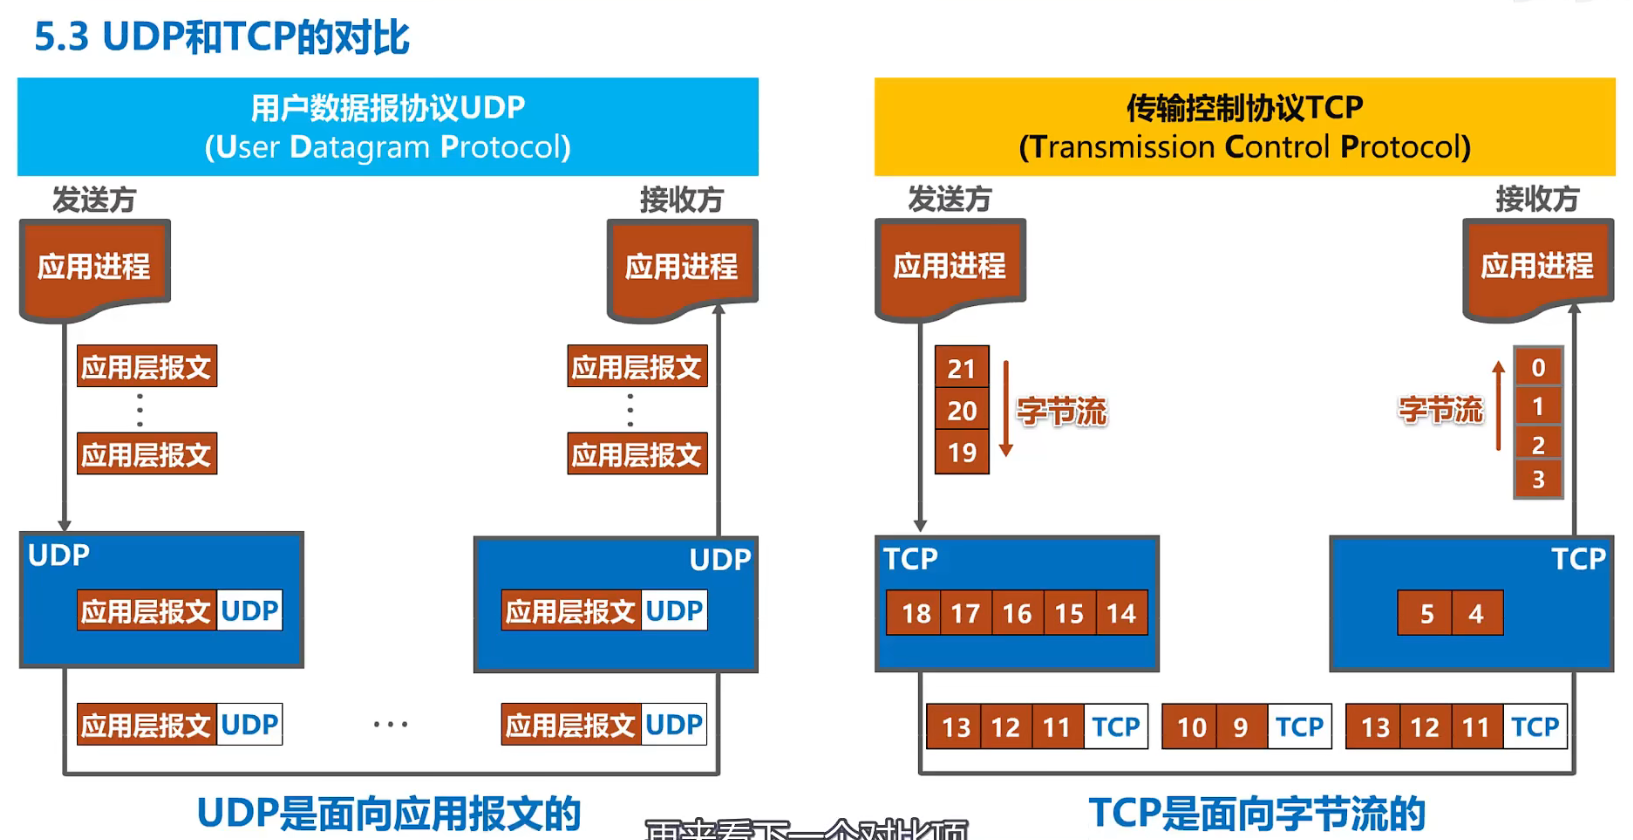 5.3 UDP和TCP的对比
用户数据报协议UDP
(User Datagram Protocol)
发送方
接收方
应用进程
应用进程
应用层报文
应用层报文
⋮
⋮
应用层报文
应用层报文
UDP
UDP
应用层报文 UDP
应用层报文 UDP
应用层报文 UDP
…
应用层报文 UDP
UDP是面向应用报文的
传输控制协议TCP
(Transmission Control Protocol)
发送方
接收方
应用进程
应用进程
21
20
19
字节流
字节流
0
1
2
3
TCP
TCP
18 17 16 15 14
5 4
13 12 11 TCP
10 9 TCP
13 12 11 TCP
TCP是面向字节流的
再来看下一个对比项